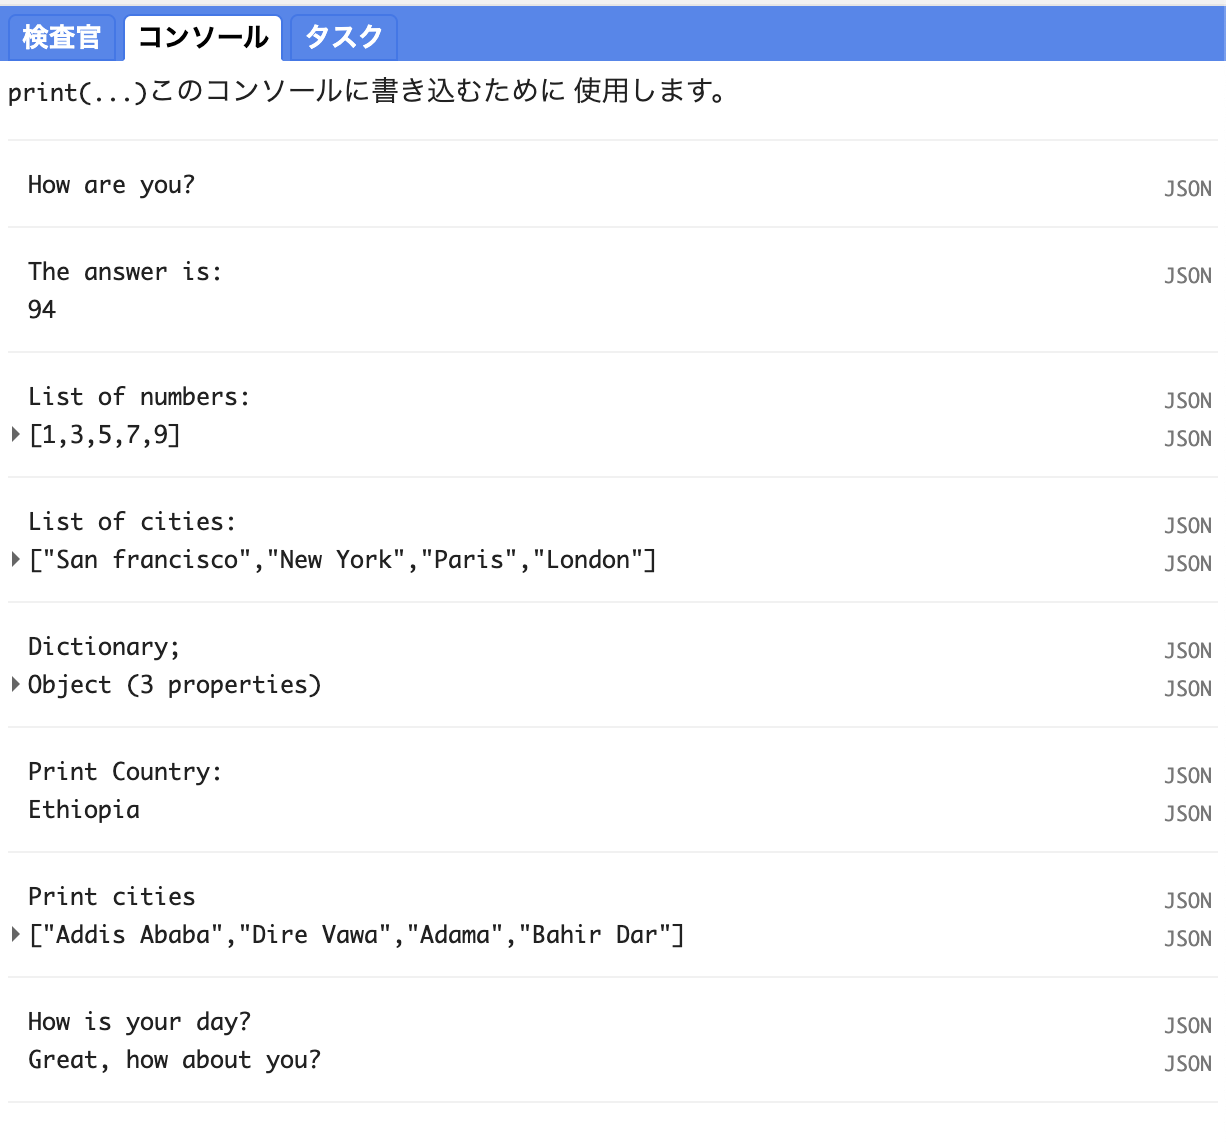 検査官 コンソール タスク
print(...)このコンソールに書き込むために 使用します。
How are you? JSON
The answer is: JSON
94
List of numbers: JSON
[1,3,5,7,9] JSON
List of cities: JSON
["San francisco","New York","Paris","London"] JSON
Dictionary; JSON
Object (3 properties) JSON
Print Country: JSON
Ethiopia JSON
Print cities JSON
["Addis Ababa","Dire Vawa","Adama","Bahir Dar"] JSON
How is your day? JSON
Great, how about you? JSON